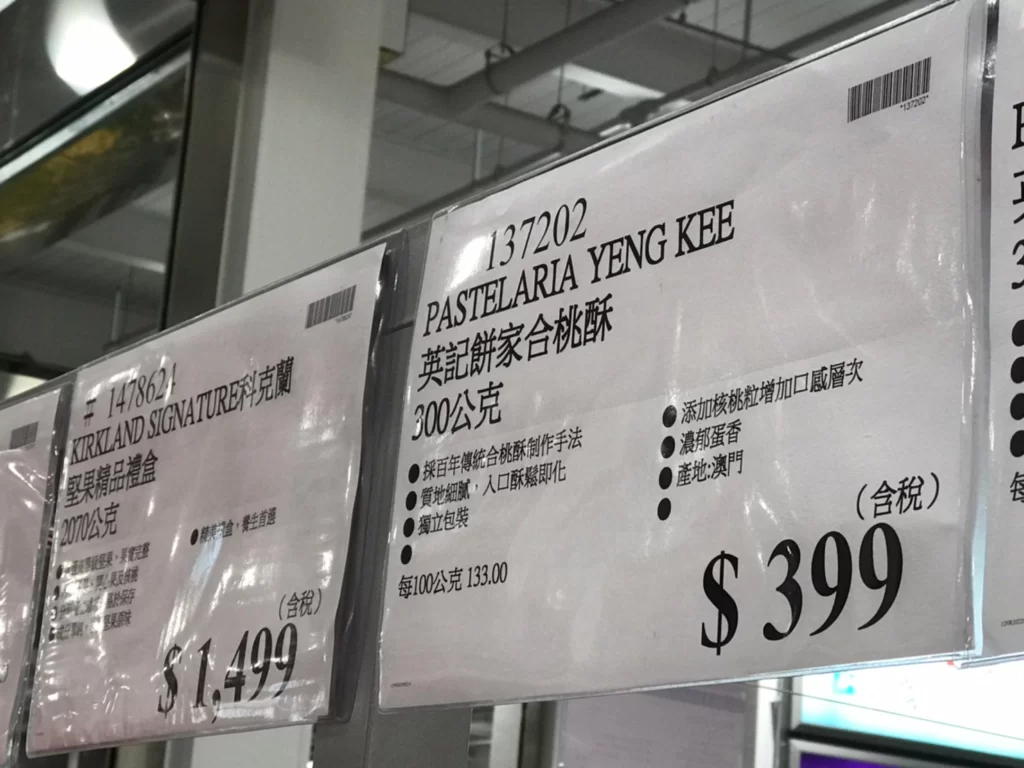 # 1478624
KIRKLAND SIGNATURE科克蘭
堅果精品禮盒
2070公克
(含稅)
$ 1,499
*137202*
137202
PASTELARIA YENG KEE
英記餅家合桃酥
300公克
● 採百年傳統合桃酥制作手法
● 質地細膩，入口酥鬆即化
● 獨立包裝
●
● 添加核桃粒增加口感層次
● 濃郁蛋香
● 產地:澳門
●
每100公克 133.00
(含稅)
$ 399